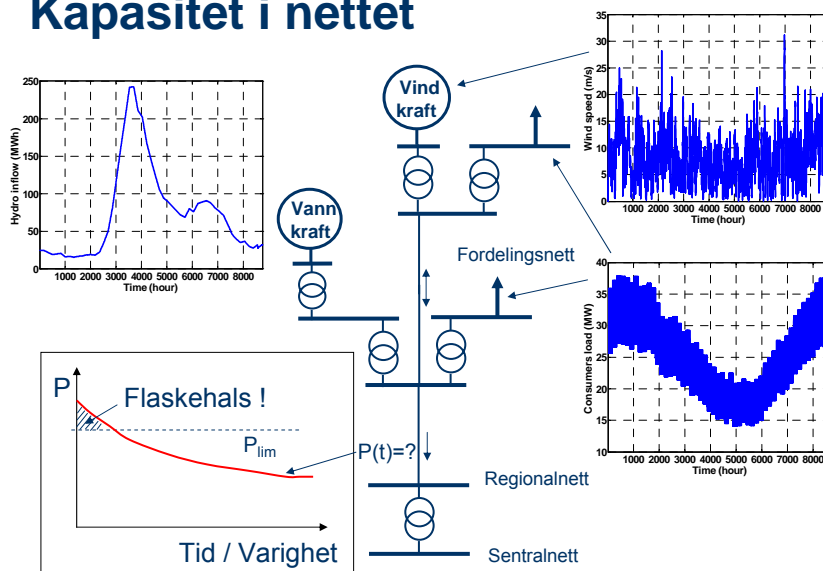 Kapasitet i nettet
250
200
150
100
50
0
Hydro inflow (MWh)
1000 2000 3000 4000 5000 6000 7000 8000
Time (hour)
Vind
kraft
Vann
kraft
Fordelingsnett
35
30
25
20
15
10
5
0
Wind speed (m/s)
1000 2000 3000 4000 5000 6000 7000 8000
Time (hour)
40
35
30
25
20
15
10
Consumers load (MW)
1000 2000 3000 4000 5000 6000 7000 8000
Time (hour)
P
Flaskehals !
Plim
P(t)=?
Tid / Varighet
Regionalnett
Sentralnett